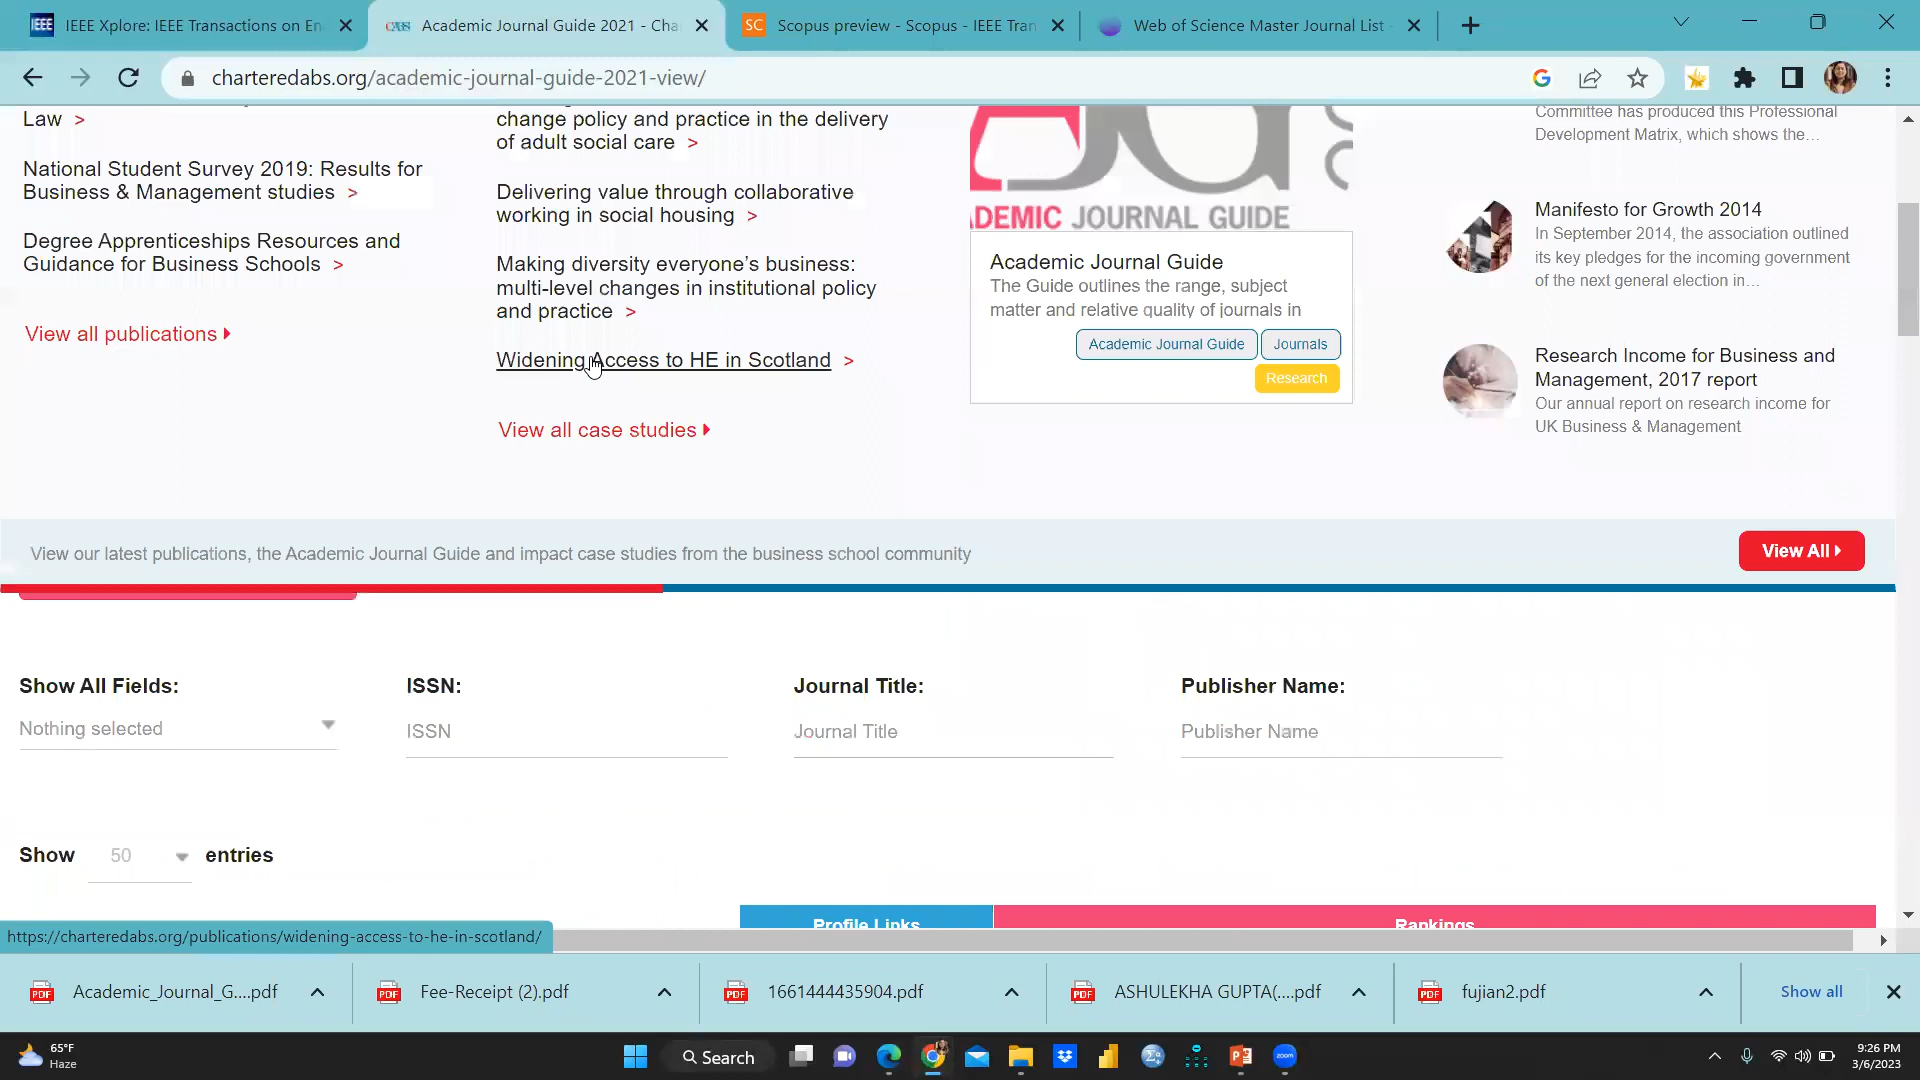 IEEE Xplore: IEEE Transactions on En
Academic Journal Guide 2021 - Cha
Scopus preview - Scopus - IEEE Tran
Web of Science Master Journal List -
charteredabs.org/academic-journal-guide-2021-view/
Law >
National Student Survey 2019: Results for
Business & Management studies >
Degree Apprenticeships Resources and
Guidance for Business Schools >
View all publications
change policy and practice in the delivery
of adult social care >
Delivering value through collaborative
working in social housing >
Making diversity everyone's business:
multi-level changes in institutional policy
and practice >
Widening Access to HE in Scotland >
View all case studies
DEMIC JOURNAL GUIDE
Academic Journal Guide
The Guide outlines the range, subject
matter and relative quality of journals in
Academic Journal Guide
Journals
Research
Committee has produced this Professional
Development Matrix, which shows the...
Manifesto for Growth 2014
In September 2014, the association outlined
its key pledges for the incoming government
of the next general election in...
Research Income for Business and
Management, 2017 report
Our annual report on research income for
UK Business & Management
View our latest publications, the Academic Journal Guide and impact case studies from the business school community
View All
Show All Fields:
Nothing selected
ISSN:
ISSN
Journal Title:
Journal Title
Publisher Name:
Publisher Name
Show 50 entries
Profile Links
Rankings
https://charteredabs.org/publications/widening-access-to-he-in-scotland/
Academic_Journal_G....pdf
Fee-Receipt (2).pdf
1661444435904.pdf
ASHULEKHA GUPTA(....pdf
fujian2.pdf
Show all
65°F
Haze
Search
zoom
9:26 PM
3/6/2023